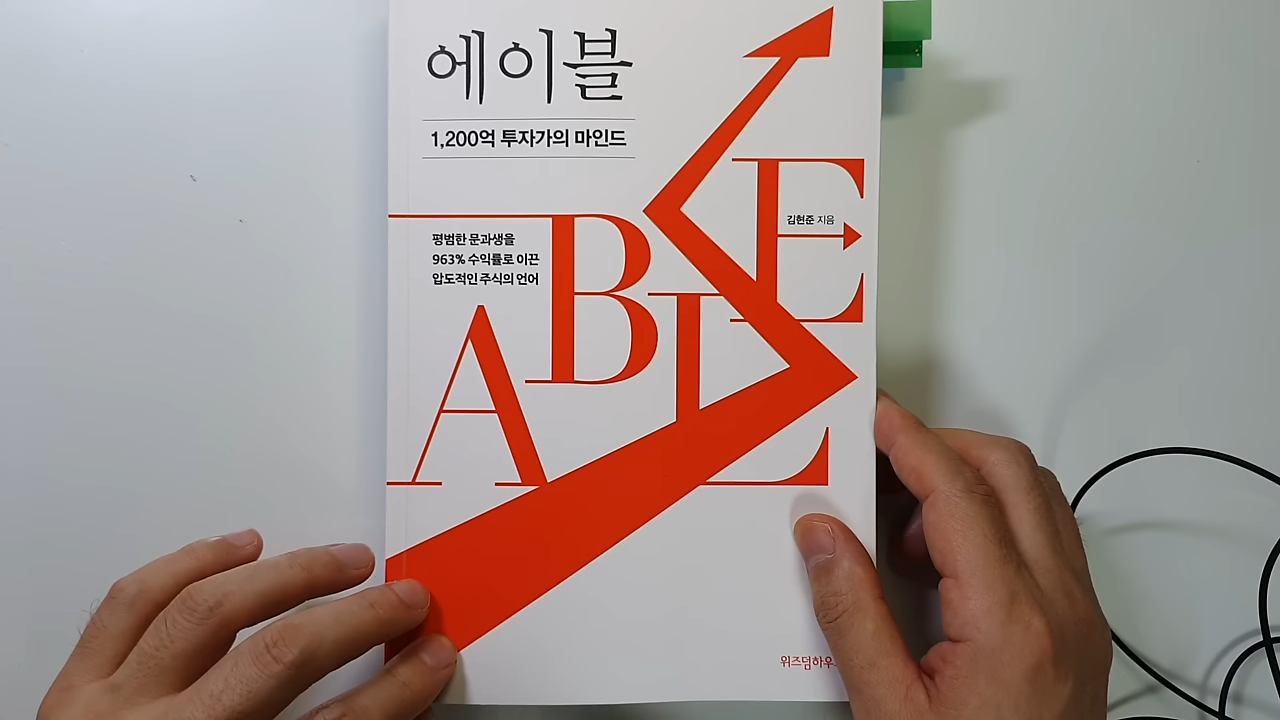 에이블
1,200억 투자가의 마인드
김현준 지음
평범한 문과생을
963% 수익률로 이끈
압도적인 주식의 언어
ABLE
위즈덤하우